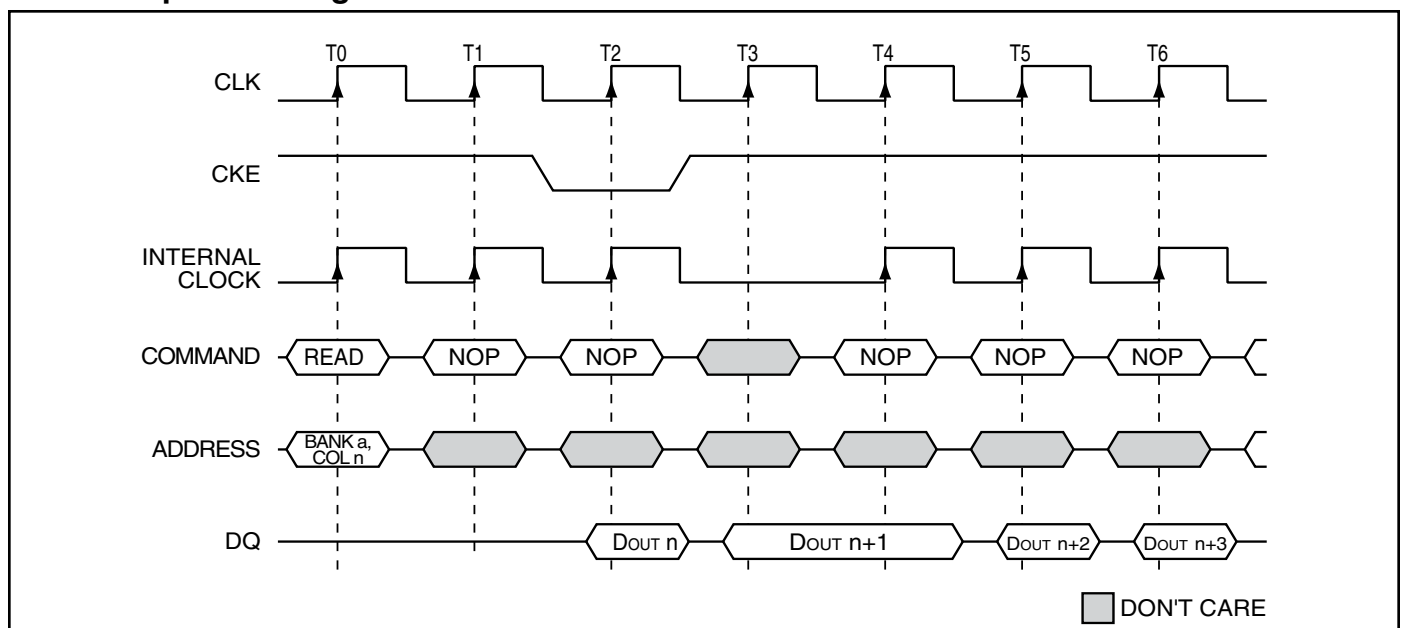 T0 T1 T2 T3 T4 T5 T6
CLK
CKE
INTERNAL
CLOCK
COMMAND READ NOP NOP NOP NOP NOP
ADDRESS BANK a,
COL n
DQ DOUT n DOUT n+1 DOUT n+2 DOUT n+3
DON'T CARE